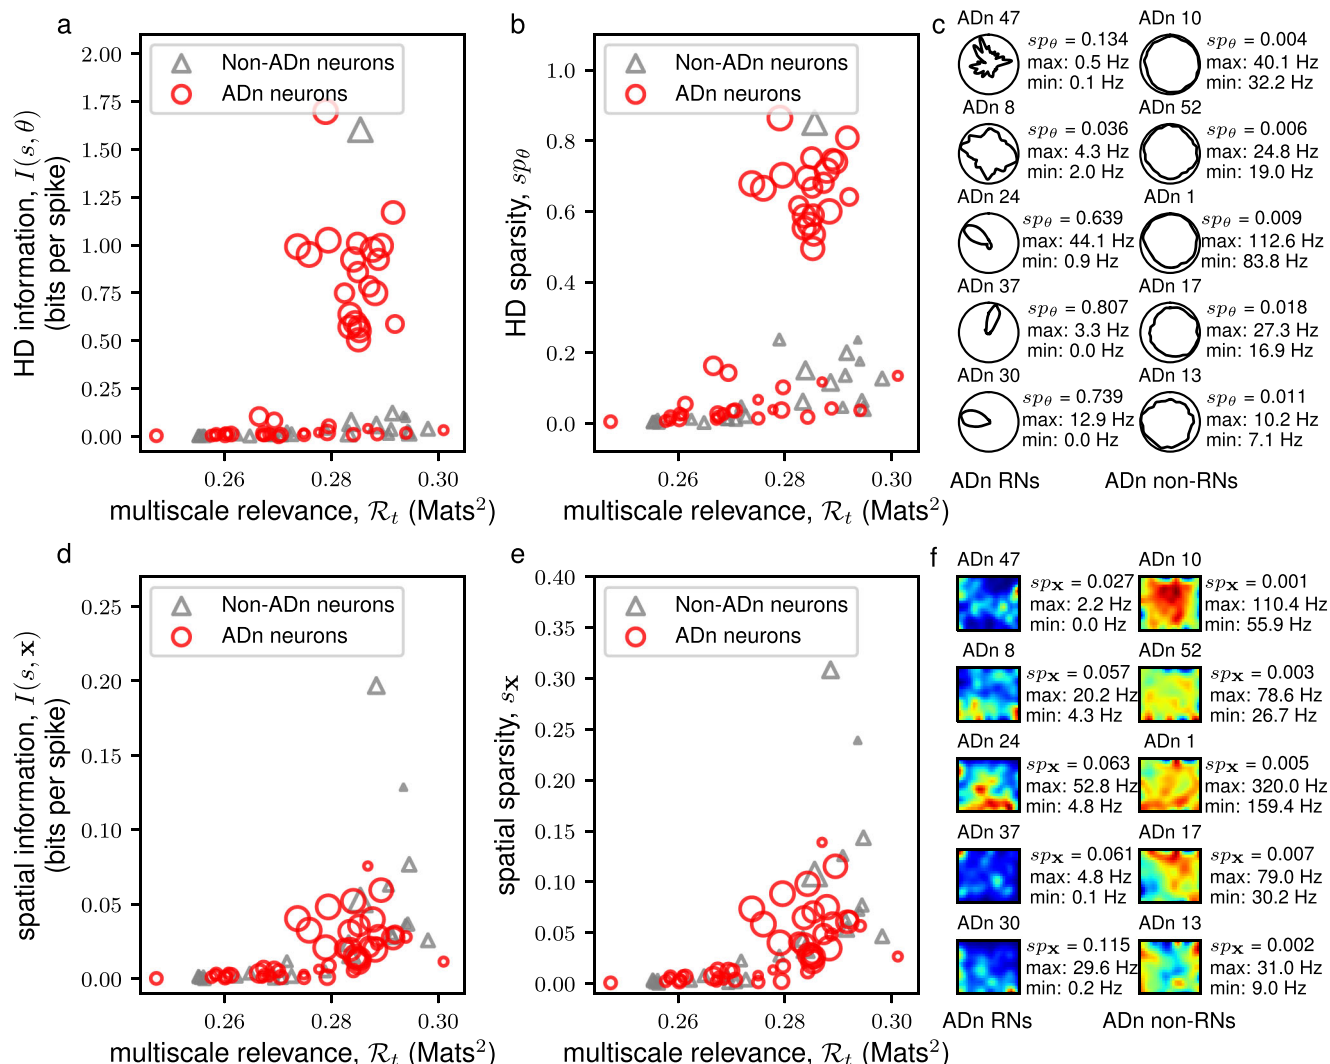 a
2.00
1.75
1.50
1.25
1.00
0.75
0.50
0.25
0.00
HD information, I(s, θ)
(bits per spike)
Non-ADn neurons
ADn neurons
0.26
0.28
0.30
multiscale relevance, ℛt (Mats²)
b
1.0
0.8
0.6
0.4
0.2
0.0
HD sparsity, spθ
Non-ADn neurons
ADn neurons
0.26
0.28
0.30
multiscale relevance, ℛt (Mats²)
c
ADn 47
spθ = 0.134
max: 0.5 Hz
min: 0.1 Hz
ADn 10
spθ = 0.004
max: 40.1 Hz
min: 32.2 Hz
ADn 8
spθ = 0.036
max: 4.3 Hz
min: 2.0 Hz
ADn 52
spθ = 0.006
max: 24.8 Hz
min: 19.0 Hz
ADn 24
spθ = 0.639
max: 44.1 Hz
min: 0.9 Hz
ADn 1
spθ = 0.009
max: 112.6 Hz
min: 83.8 Hz
ADn 37
spθ = 0.807
max: 3.3 Hz
min: 0.0 Hz
ADn 17
spθ = 0.018
max: 27.3 Hz
min: 16.9 Hz
ADn 30
spθ = 0.739
max: 12.9 Hz
min: 0.0 Hz
ADn 13
spθ = 0.011
max: 10.2 Hz
min: 7.1 Hz
ADn RNs
ADn non-RNs
d
0.25
0.20
0.15
0.10
0.05
0.00
spatial information, I(s, x)
(bits per spike)
Non-ADn neurons
ADn neurons
0.26
0.28
0.30
multiscale relevance, ℛt (Mats²)
e
0.40
0.35
0.30
0.25
0.20
0.15
0.10
0.05
0.00
spatial sparsity, sX
Non-ADn neurons
ADn neurons
0.26
0.28
0.30
multiscale relevance, ℛt (Mats²)
f
ADn 47
spX = 0.027
max: 2.2 Hz
min: 0.0 Hz
ADn 10
spX = 0.001
max: 110.4 Hz
min: 55.9 Hz
ADn 8
spX = 0.057
max: 20.2 Hz
min: 4.3 Hz
ADn 52
spX = 0.003
max: 78.6 Hz
min: 26.7 Hz
ADn 24
spX = 0.063
max: 52.8 Hz
min: 4.8 Hz
ADn 1
spX = 0.005
max: 320.0 Hz
min: 159.4 Hz
ADn 37
spX = 0.061
max: 4.8 Hz
min: 0.1 Hz
ADn 17
spX = 0.007
max: 79.0 Hz
min: 30.2 Hz
ADn 30
spX = 0.115
max: 29.6 Hz
min: 0.2 Hz
ADn 13
spX = 0.002
max: 31.0 Hz
min: 9.0 Hz
ADn RNs
ADn non-RNs